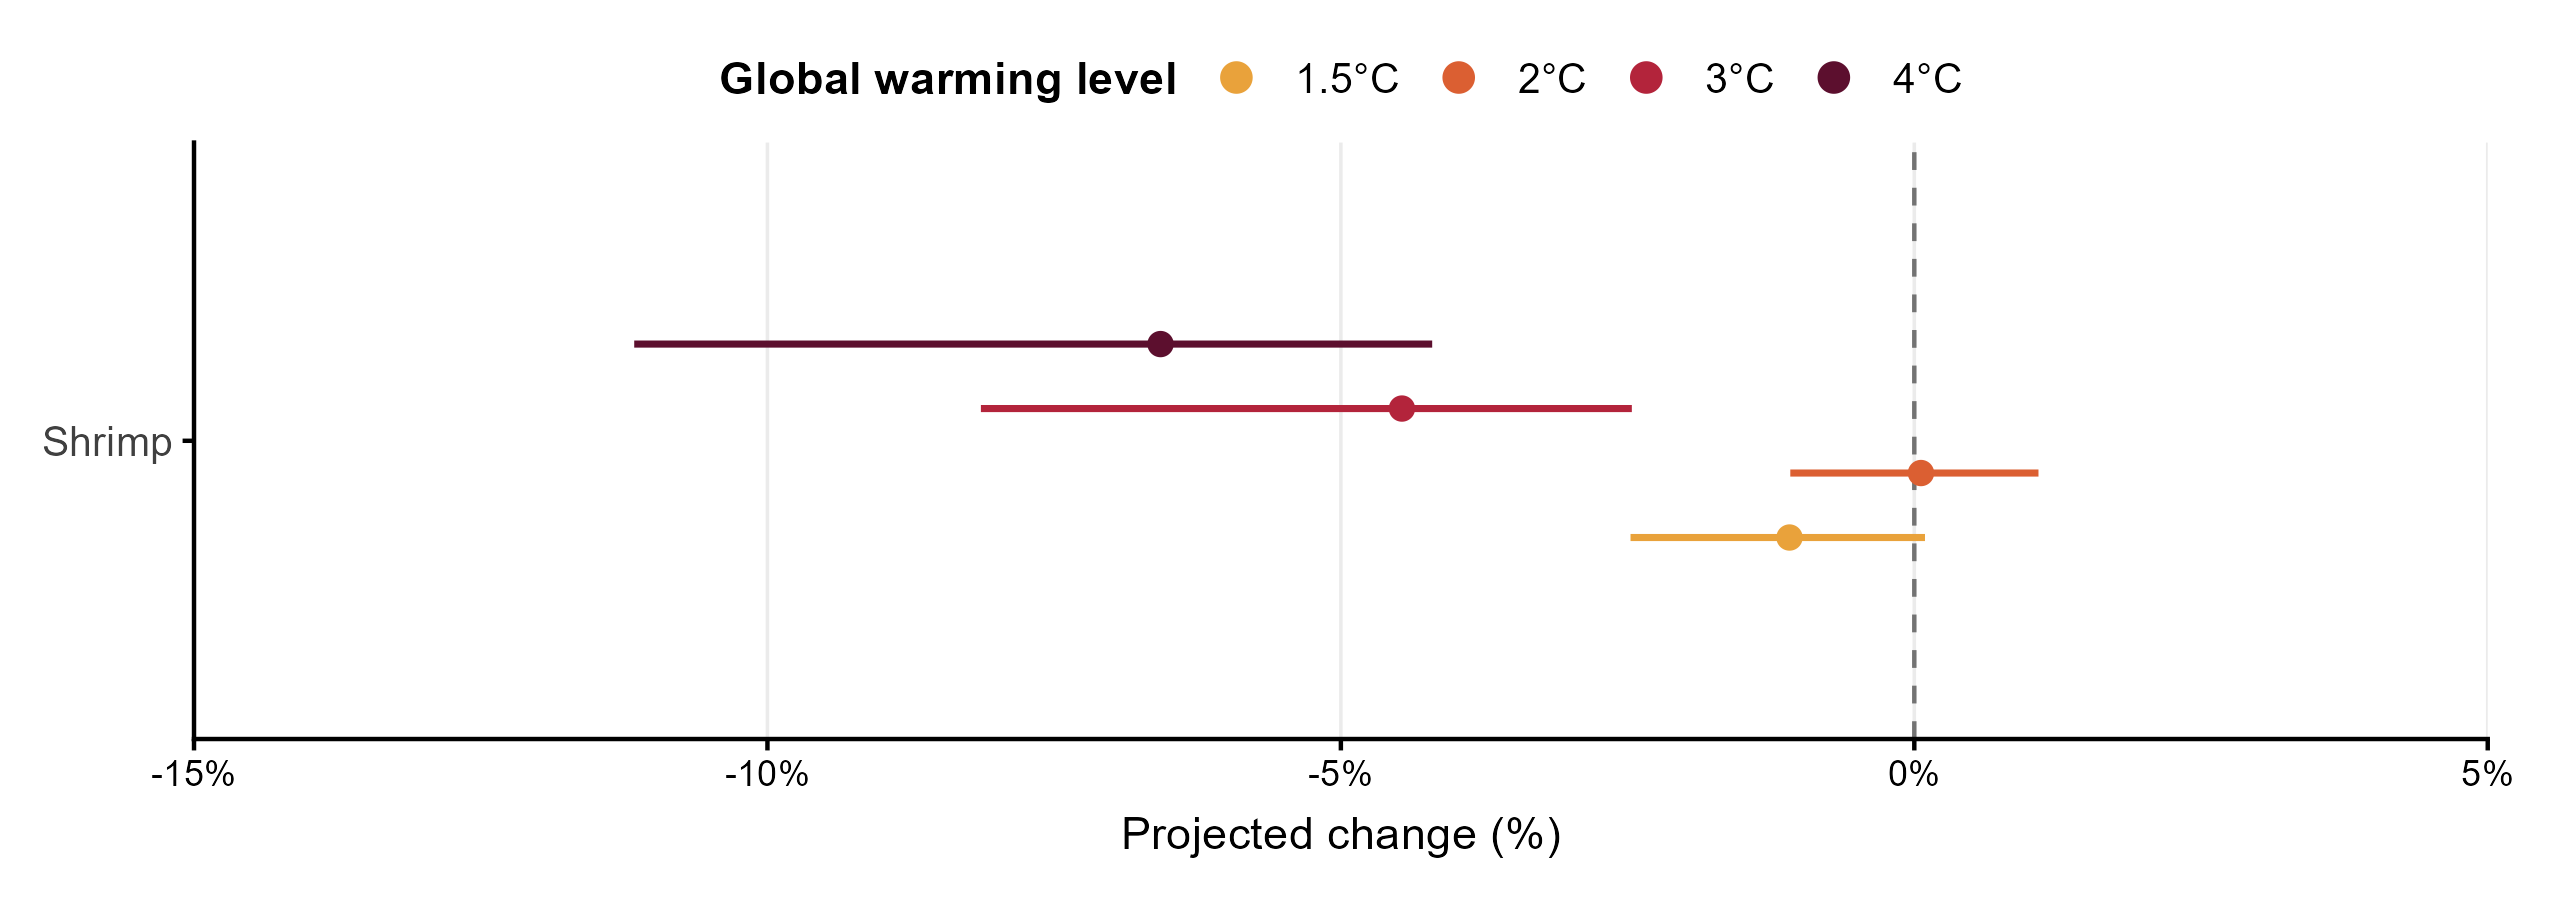 Global warming level 1.5°C 2°C 3°C 4°C
Shrimp
-15% -10% -5% 0% 5%
Projected change (%)